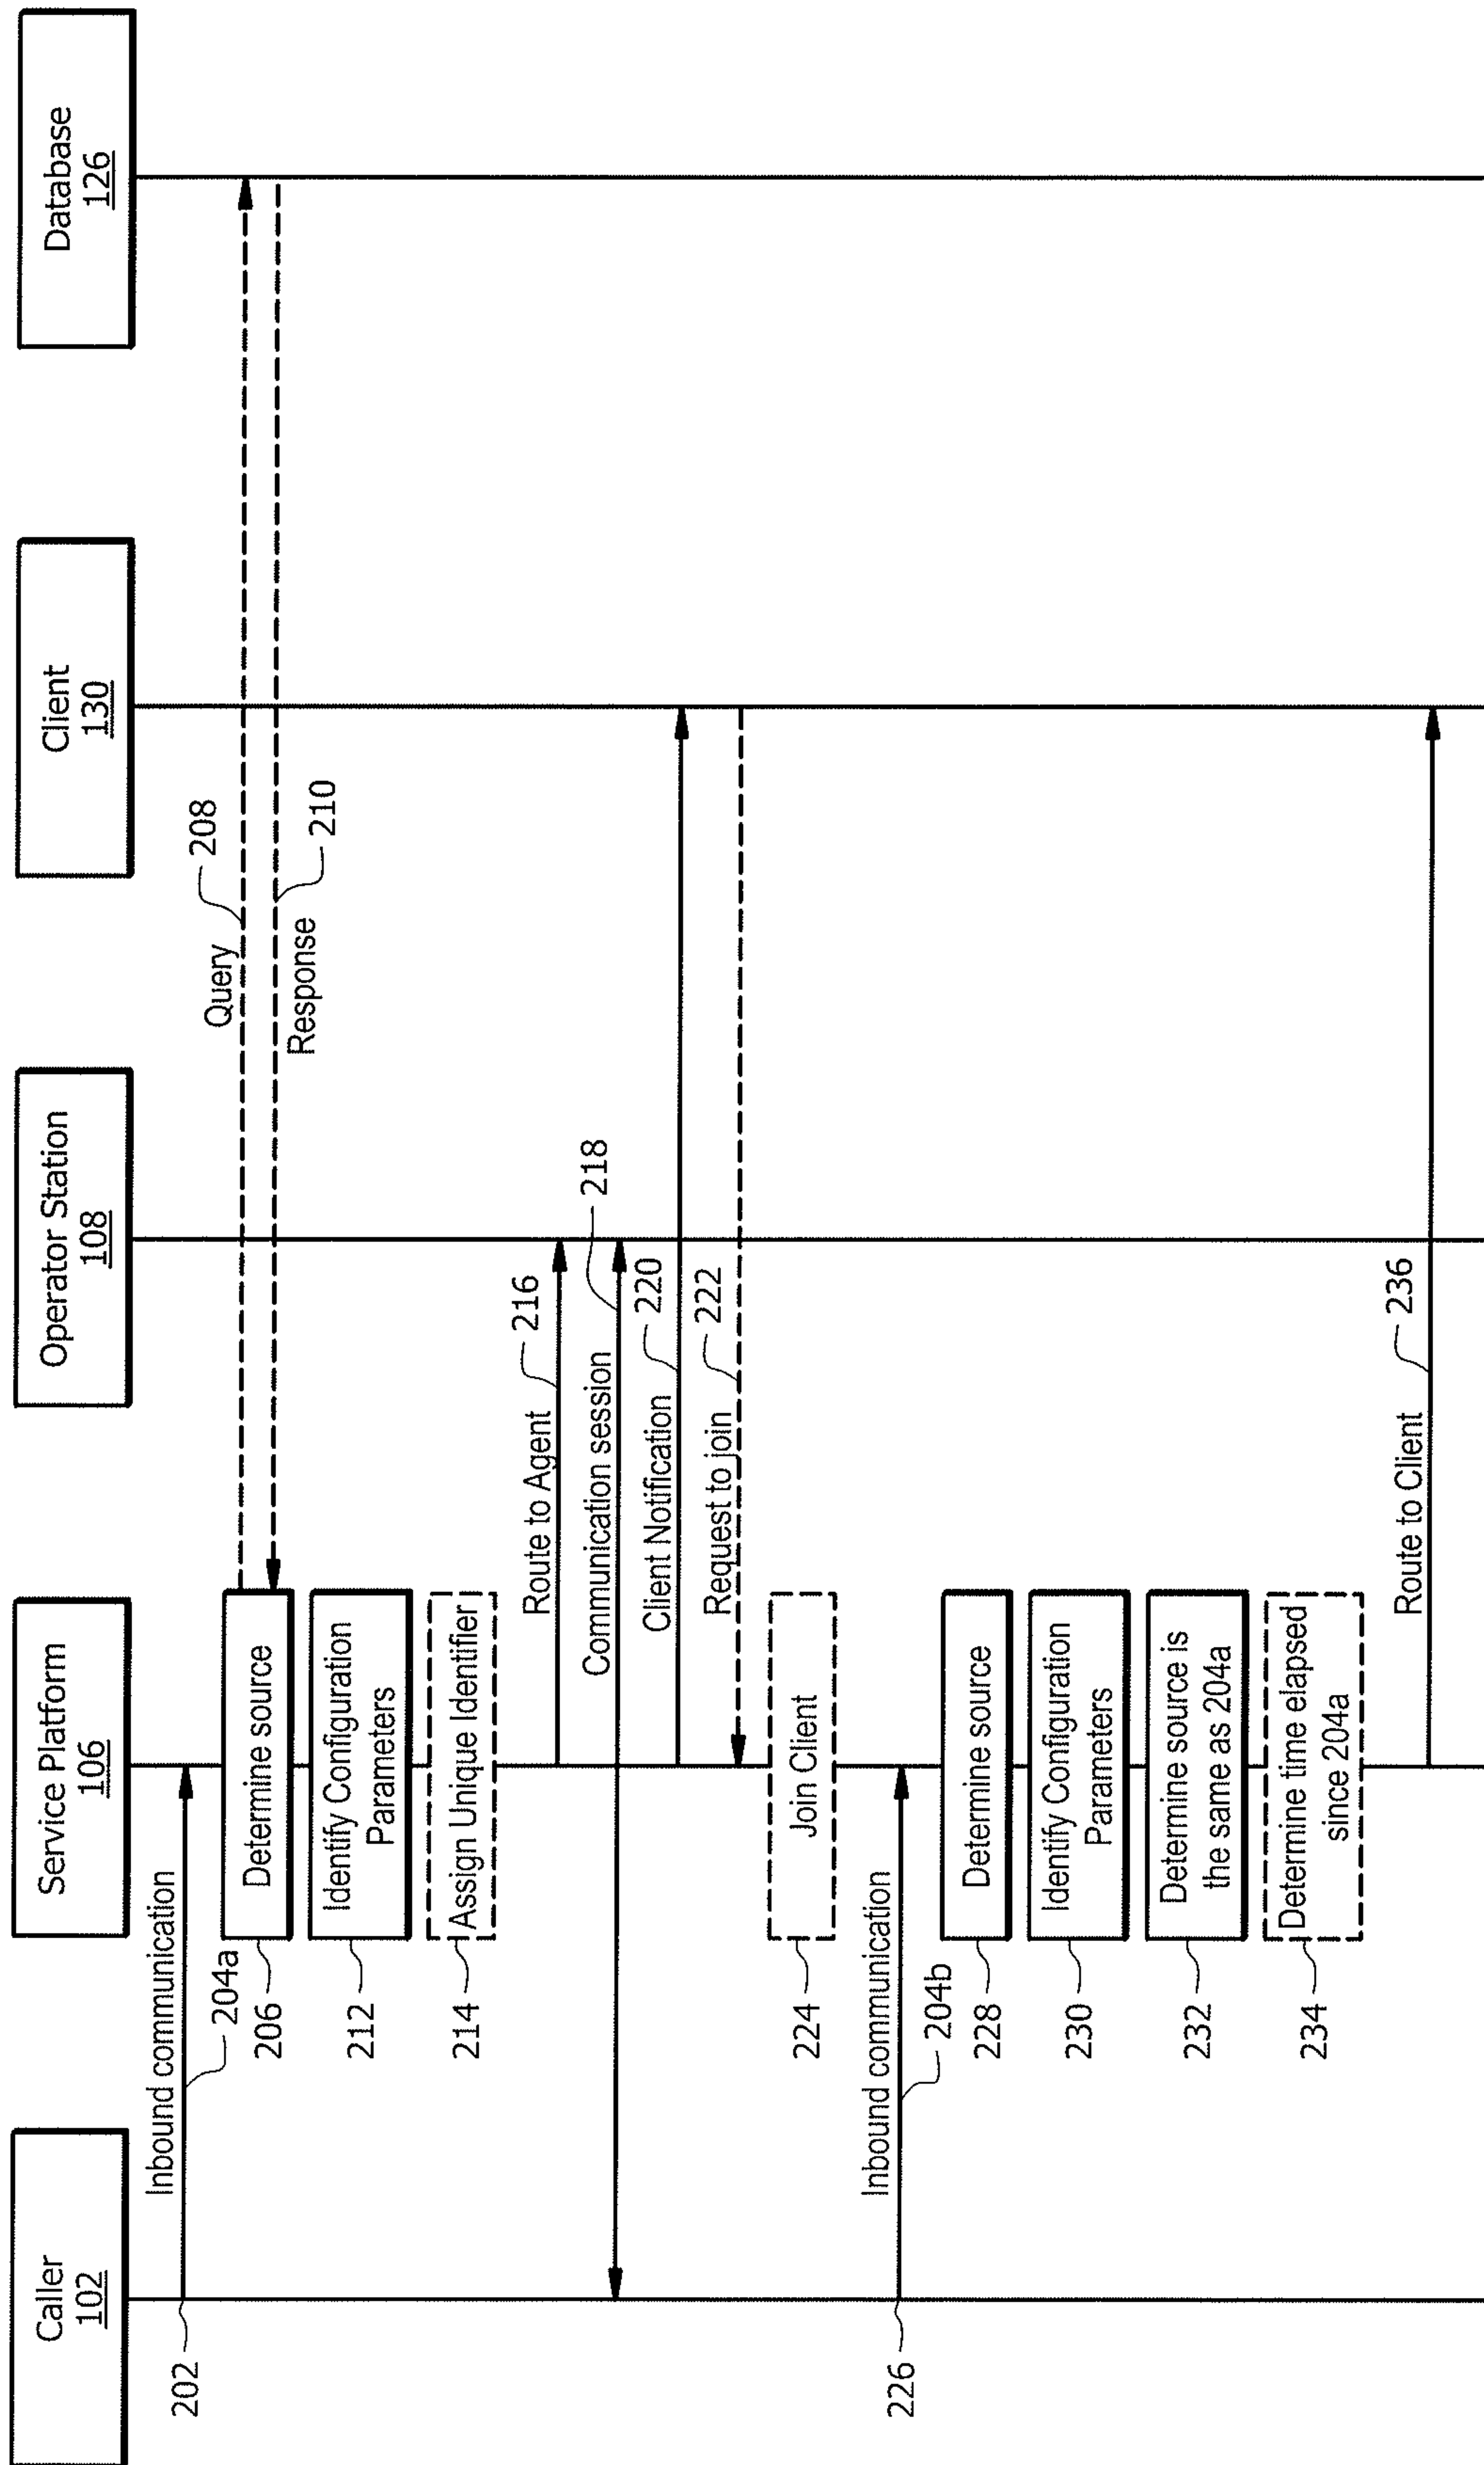 Caller
102
Service Platform
106
Operator Station
108
Client
130
Database
126
202
Inbound communication
204a
206
Determine source
Query
208
Response
210
212
Identify Configuration
Parameters
214
Assign Unique Identifier
Route to Agent
216
Communication session
218
Client Notification
220
Request to join
222
224
Join Client
226
Inbound communication
204b
228
Determine source
230
Identify Configuration
Parameters
232
Determine source is
the same as 204a
234
Determine time elapsed
since 204a
Route to Client
236